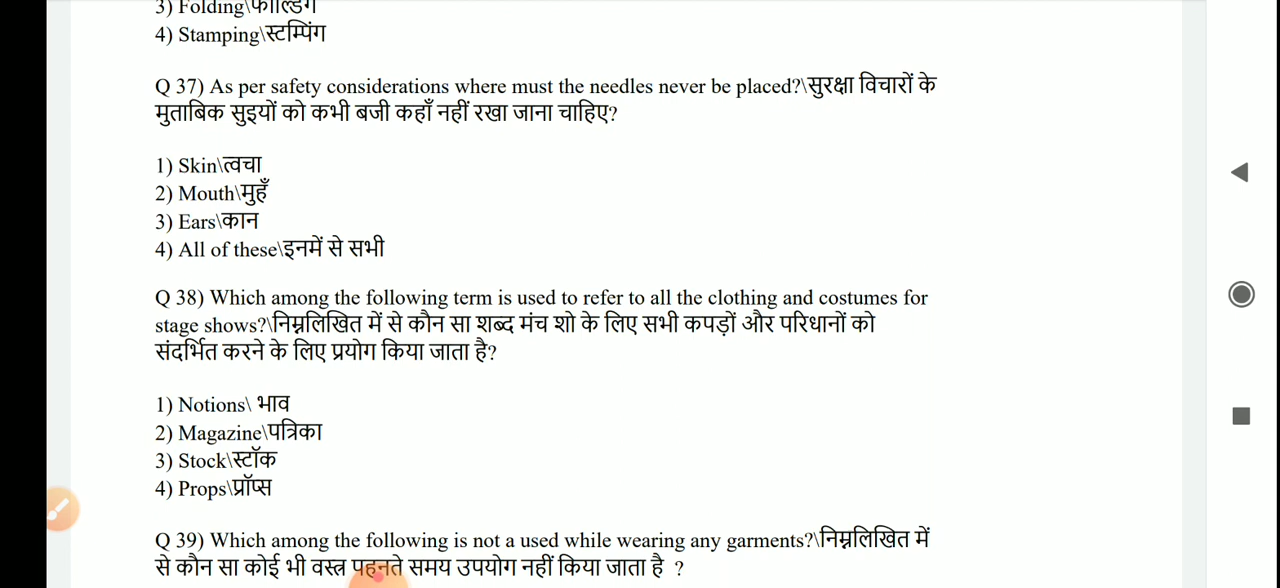 3) Folding\फोल्डिंग
4) Stamping\स्टम्पिंग
Q 37) As per safety considerations where must the needles never be placed?\सुरक्षा विचारों के
मुताबिक सुइयों को कभी बजी कहाँ नहीं रखा जाना चाहिए?
1) Skin\त्वचा
2) Mouth\मुहँ
3) Ears\कान
4) All of these\इनमें से सभी
Q 38) Which among the following term is used to refer to all the clothing and costumes for
stage shows?\निम्नलिखित में से कौन सा शब्द मंच शो के लिए सभी कपड़ों और परिधानों को
संदर्भित करने के लिए प्रयोग किया जाता है?
1) Notions\ भाव
2) Magazine\पत्रिका
3) Stock\स्टॉक
4) Props\प्रॉप्स
Q 39) Which among the following is not a used while wearing any garments?\निम्नलिखित में
से कौन सा कोई भी वस्त्र पहनते समय उपयोग नहीं किया जाता है ?